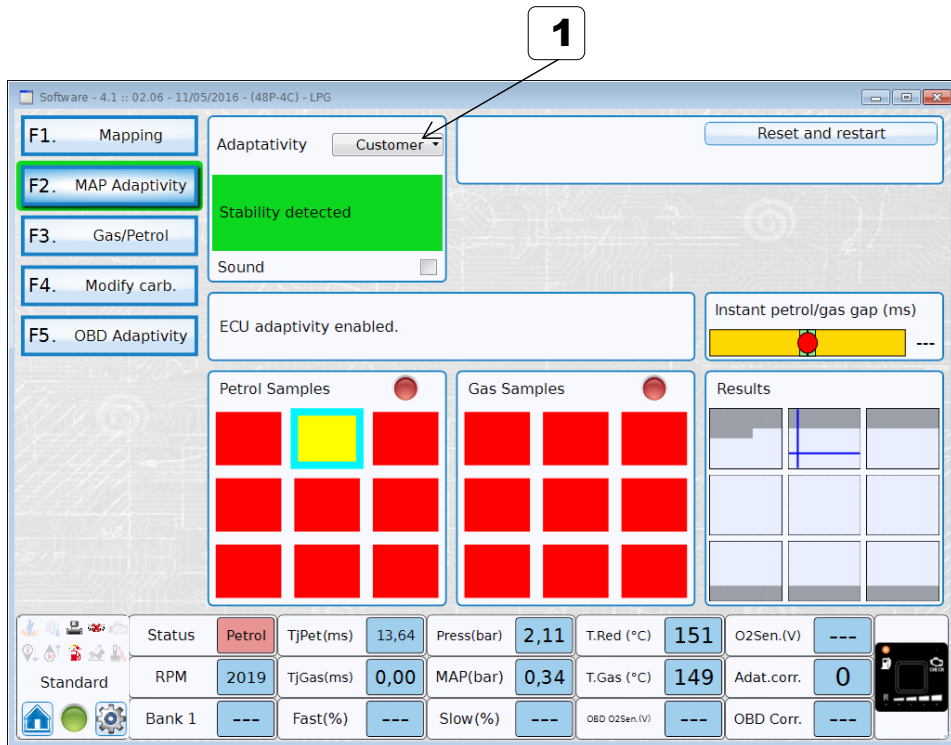 1
Software - 4.1 :: 02.06 - 11/05/2016 - (48P-4C) - LPG
F1. Mapping
F2. MAP Adaptivity
F3. Gas/Petrol
F4. Modify carb.
F5. OBD Adaptivity
Adaptativity Customer
Stability detected
Sound
Reset and restart
ECU adaptivity enabled.
Instant petrol/gas gap (ms)
---
Petrol Samples
Gas Samples
Results
Status Petrol TjPet(ms) 13,64 Press(bar) 2,11 T.Red (°C) 151 O2Sen.(V) ---
Standard
RPM 2019 TjGas(ms) 0,00 MAP(bar) 0,34 T.Gas (°C) 149 Adat.corr. 0
Bank 1 --- Fast(%) --- Slow(%) --- OBD O2Sen.(V) --- OBD Corr. ---
CHECK
R